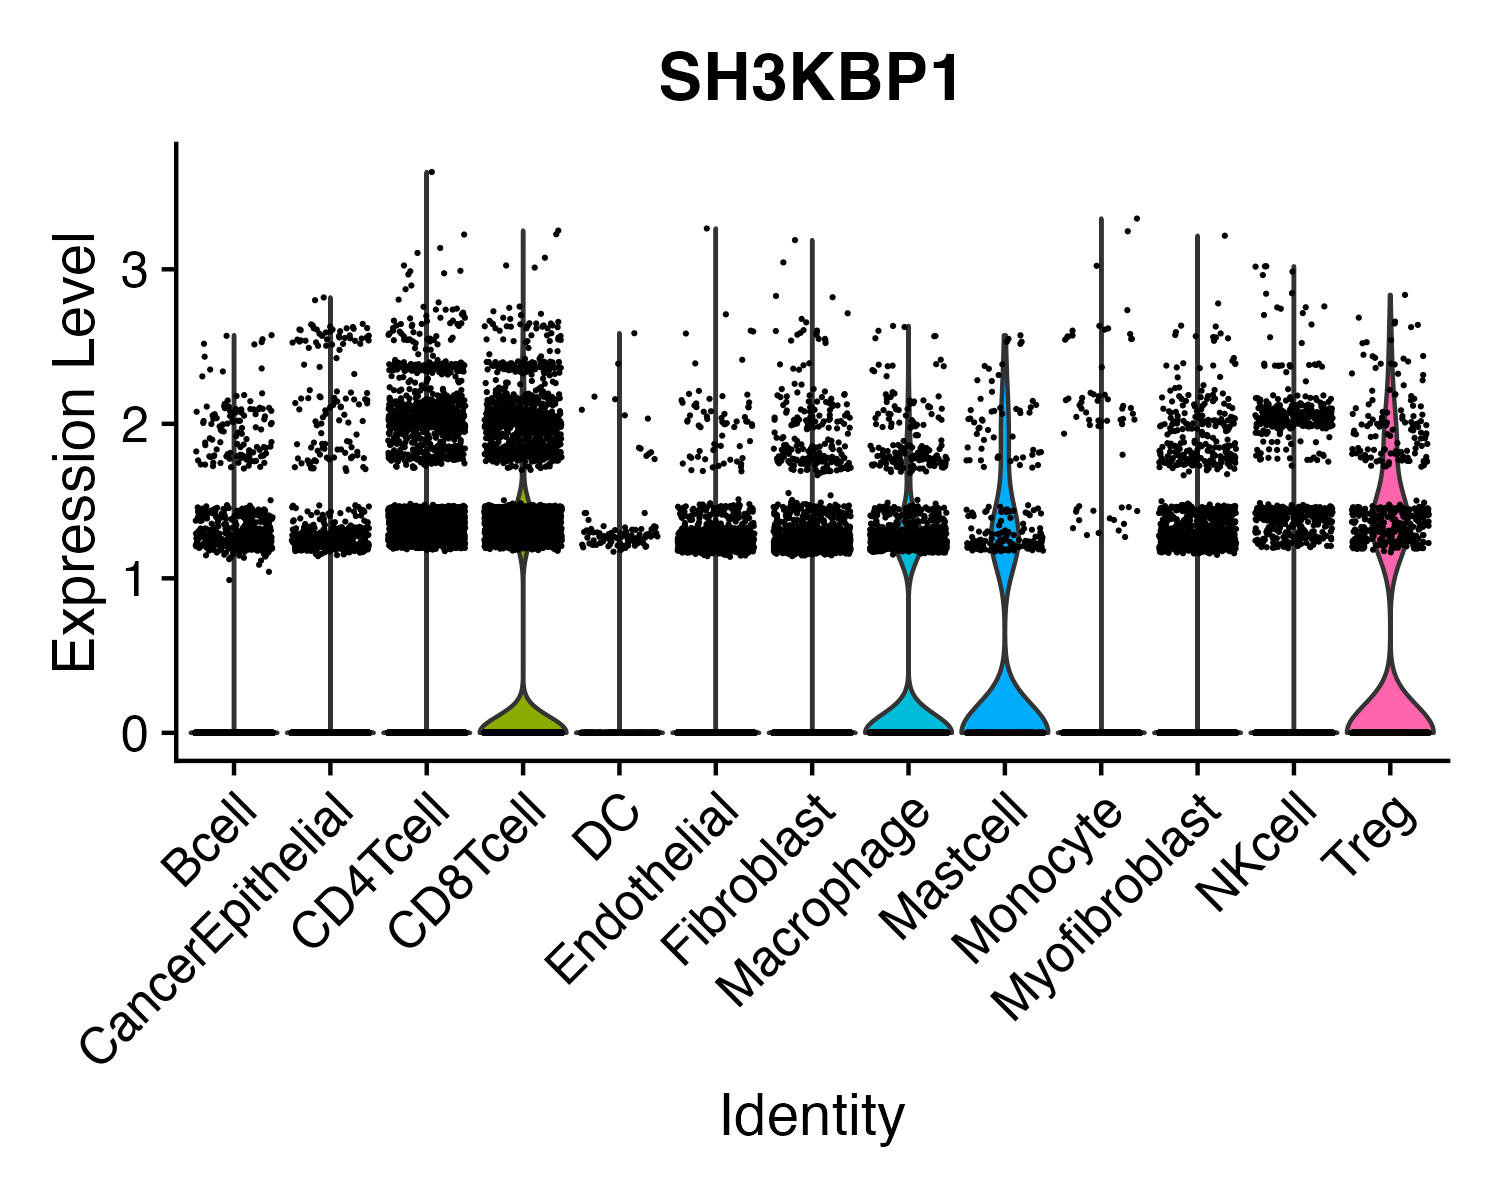 SH3KBP1
Expression Level
3
2
1
0
Bcell
CancerEpithelial
CD4Tcell
CD8Tcell
DC
Endothelial
Fibroblast
Macrophage
Mastcell
Monocyte
Myofibroblast
NKcell
Treg
Identity